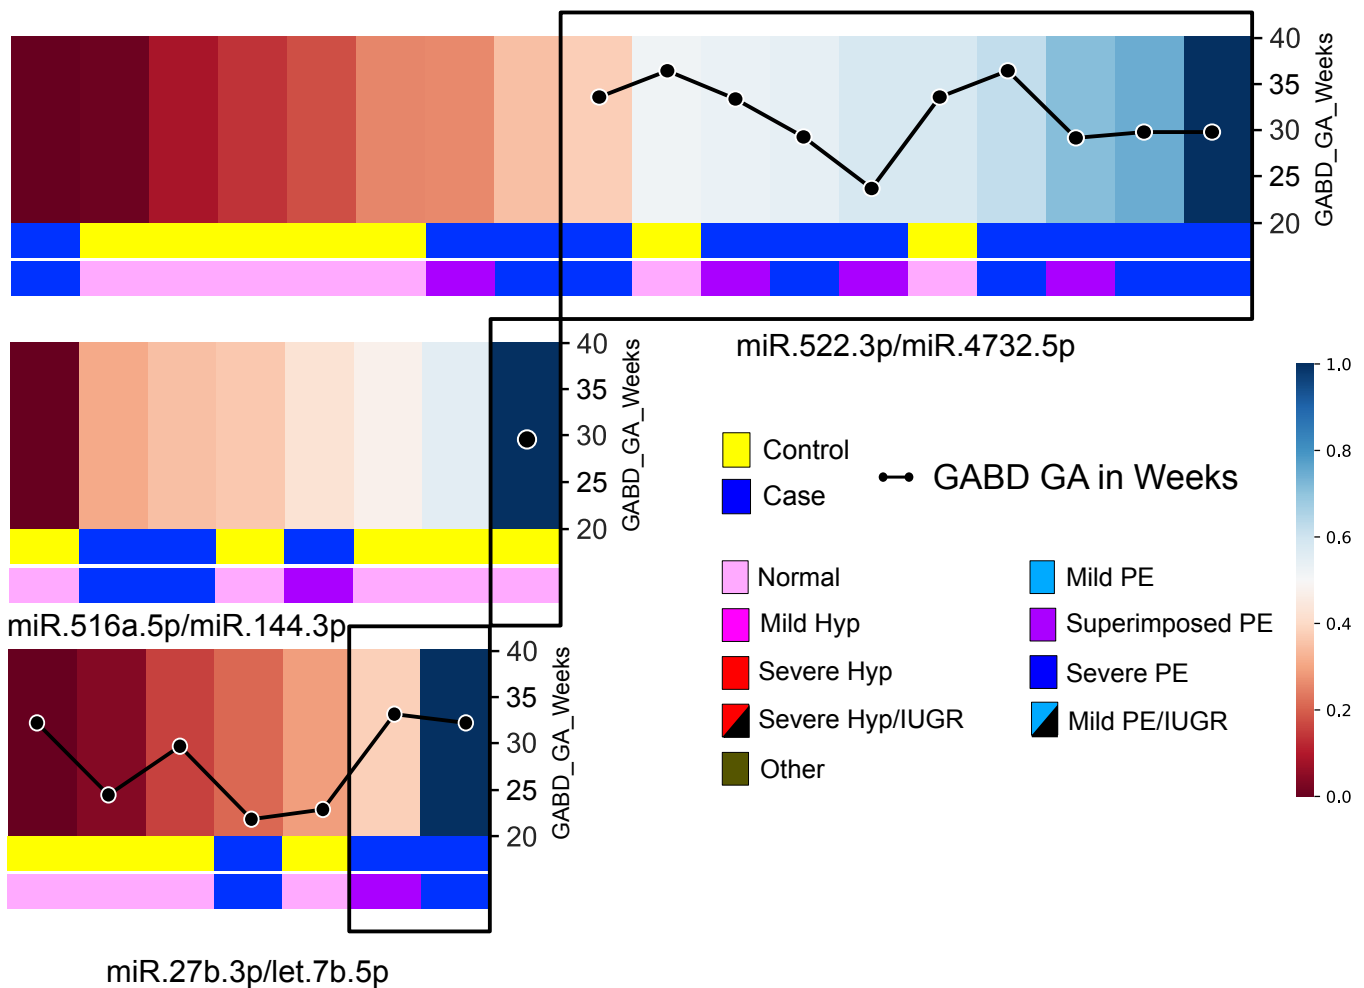 40
35
30
25
20
GABD_GA_Weeks
miR.522.3p/miR.4732.5p
40
35
30
25
20
GABD_GA_Weeks
miR.516a.5p/miR.144.3p
Control
Case
GABD GA in Weeks
Normal
Mild Hyp
Severe Hyp
Severe Hyp/IUGR
Other
Mild PE
Superimposed PE
Severe PE
Mild PE/IUGR
1.0
0.8
0.6
0.4
0.2
0.0
40
35
30
25
20
GABD_GA_Weeks
miR.27b.3p/let.7b.5p